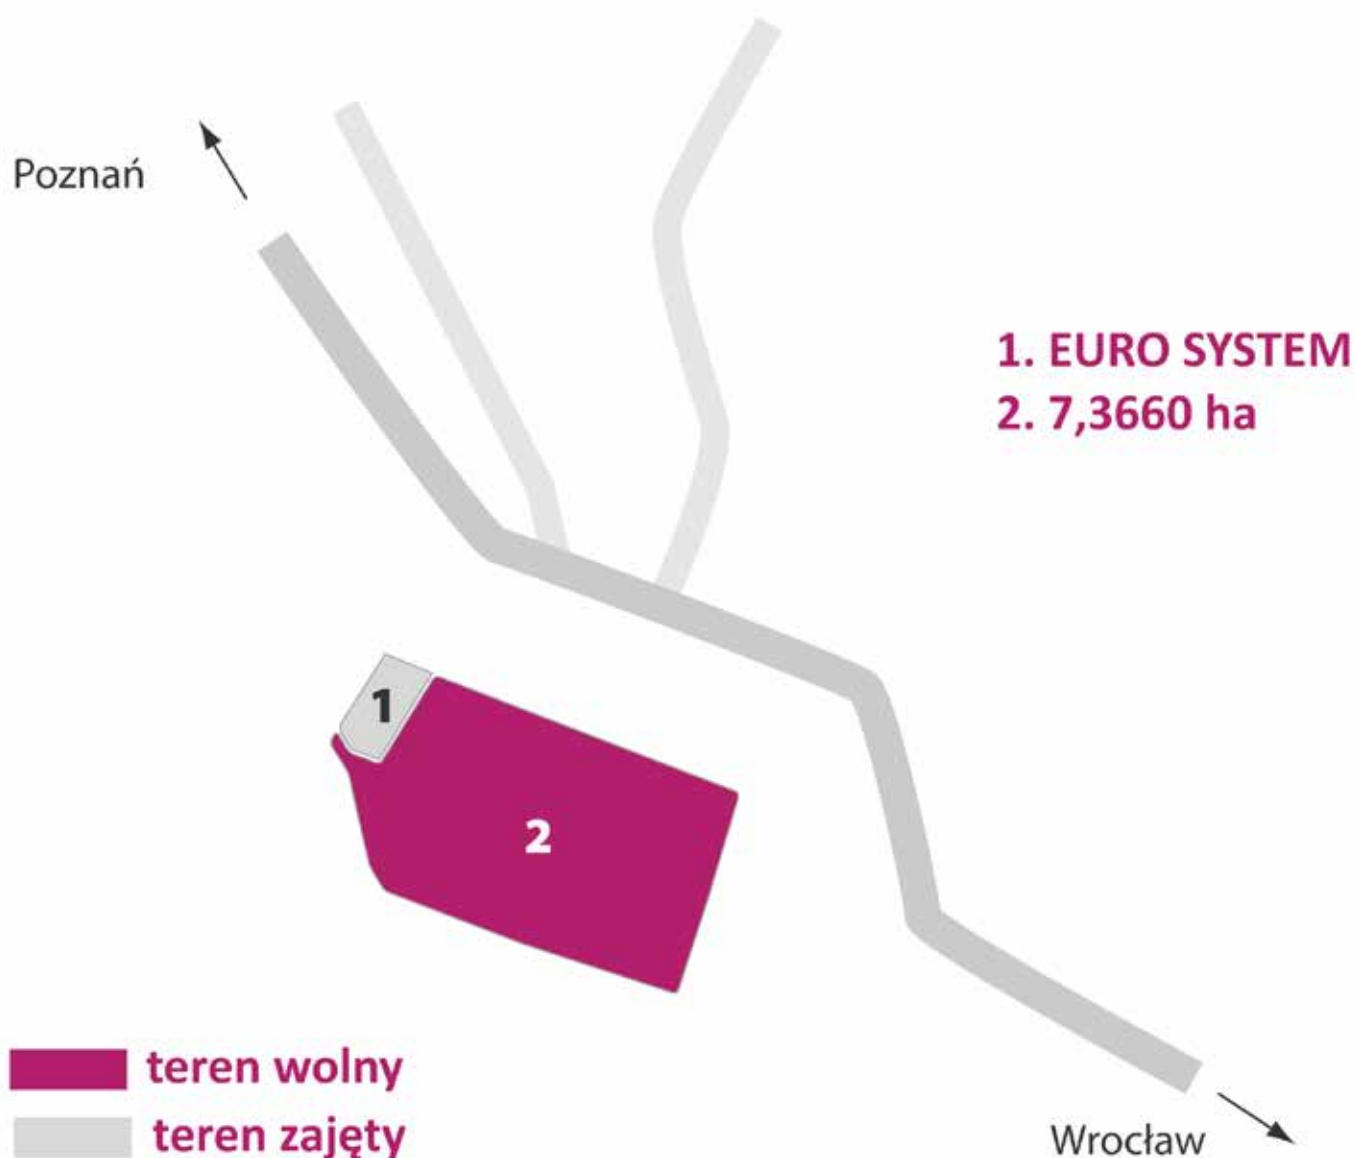 Poznań
1. EURO SYSTEM
2. 7,3660 ha
1
2
teren wolny
teren zajęty
Wrocław